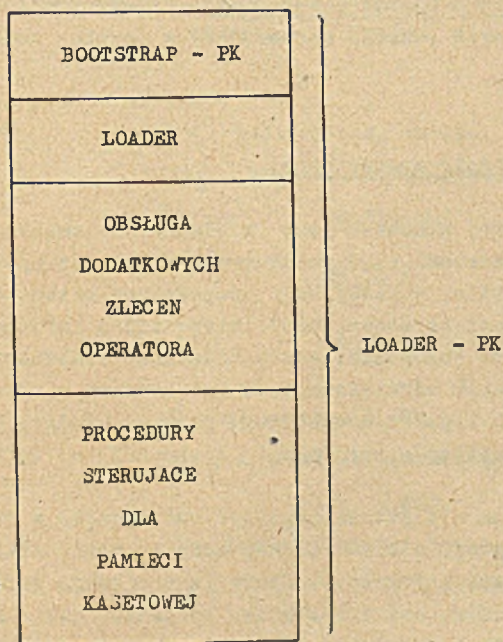 BOOTSTRAP - PK
LOADER
OBSŁUGA
DODATKOWYCH
ZLECEN
OPERATORA
LOADER - PK
PROCEDURY
STERUJACE
DLA
PAMIECI
KASETOWEJ